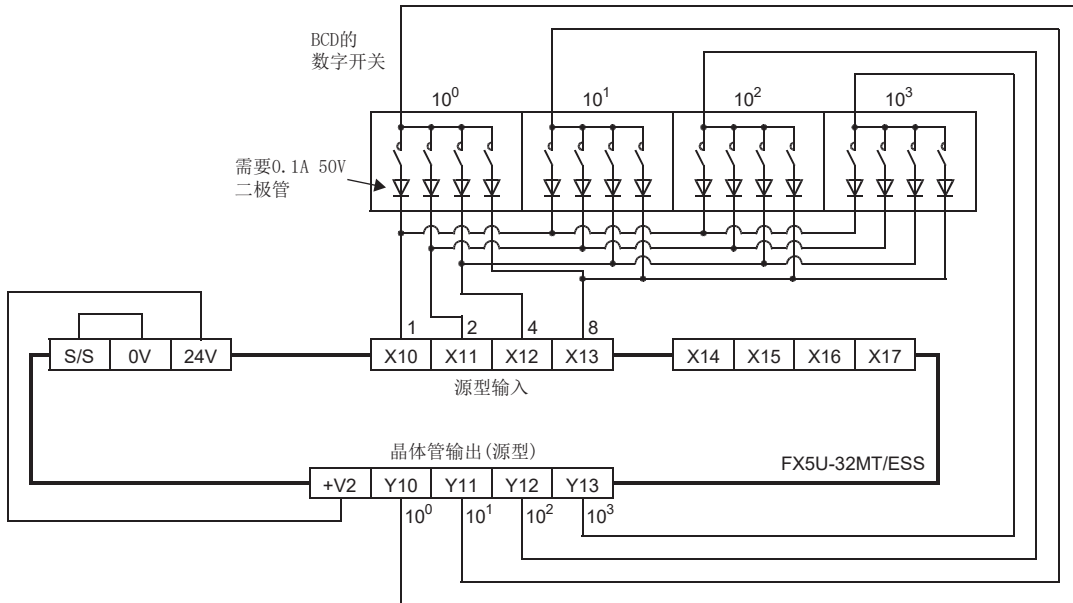 BCD的
数字开关
10⁰ 10¹ 10² 10³
需要0.1A 50V
二极管
1 2 4 8
S/S 0V 24V X10 X11 X12 X13 X14 X15 X16 X17
源型输入
晶体管输出(源型)
FX5U-32MT/ESS
+V2 Y10 Y11 Y12 Y13
10⁰ 10¹ 10² 10³